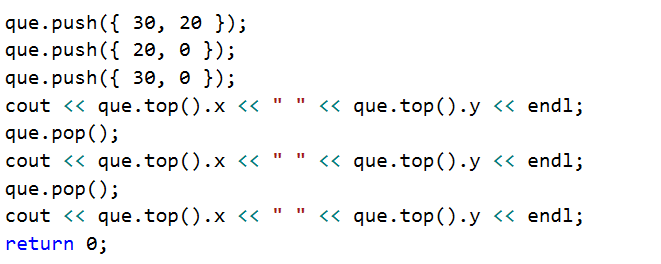 que.push({ 30, 20 });
que.push({ 20, 0 });
que.push({ 30, 0 });
cout << que.top().x << " " << que.top().y << endl;
que.pop();
cout << que.top().x << " " << que.top().y << endl;
que.pop();
cout << que.top().x << " " << que.top().y << endl;
return 0;